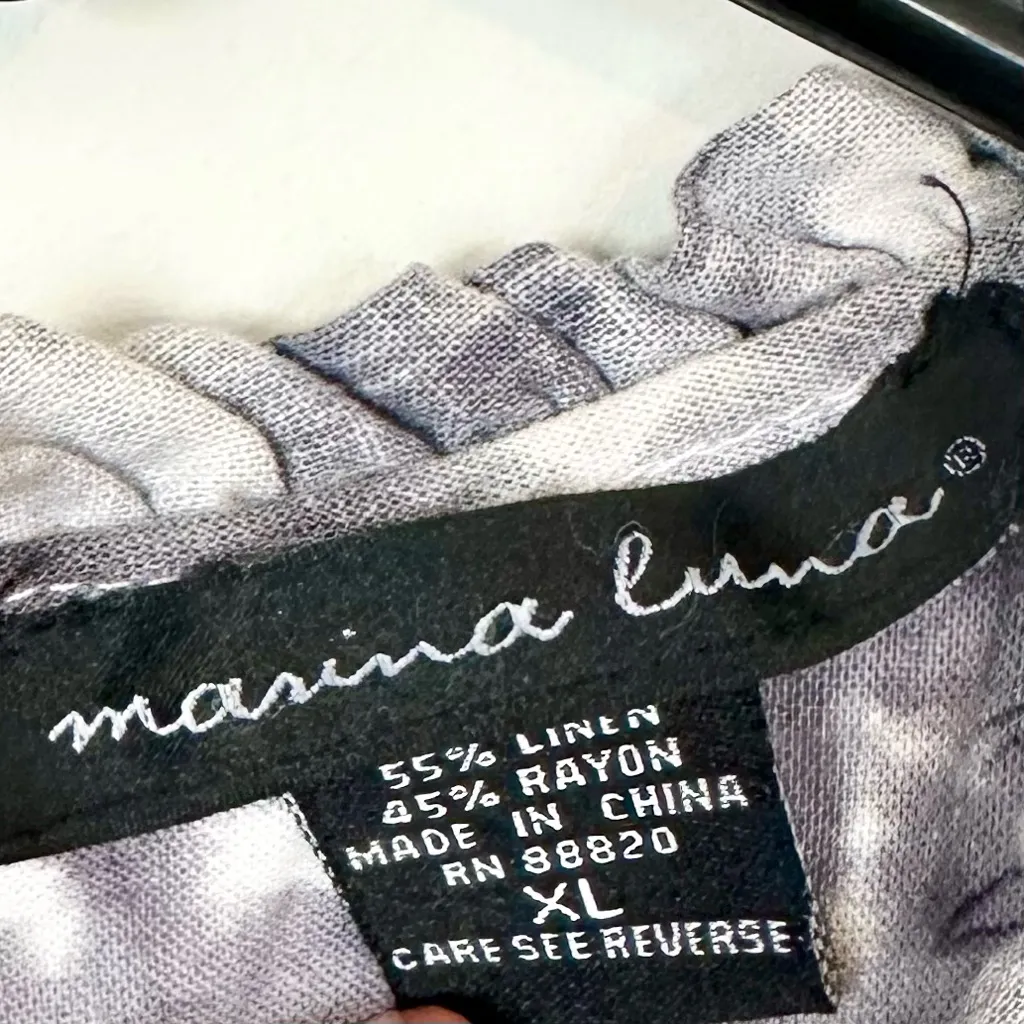 marina luna®
55% LINEN
45% RAYON
MADE IN CHINA
RN 88820
XL
CARE SEE REVERSE